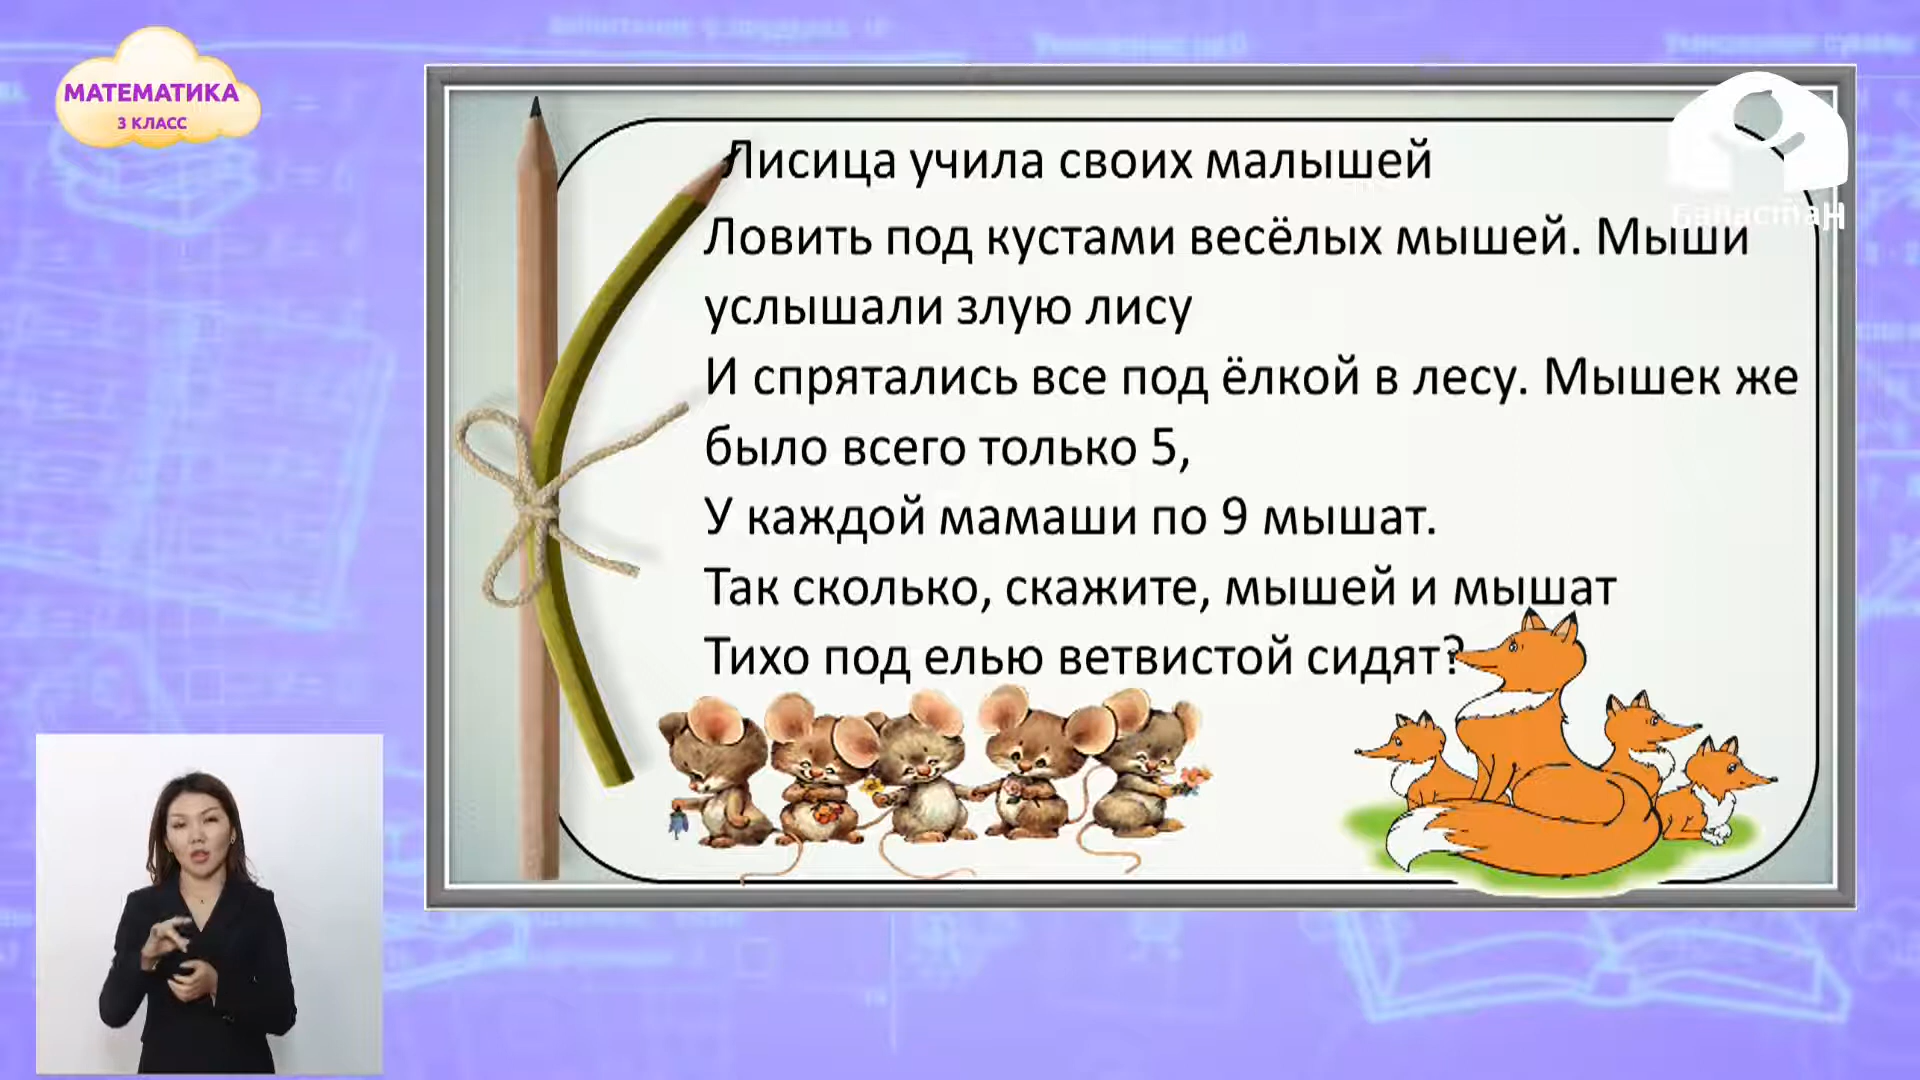 МАТЕМАТИКА
3 КЛАСС
Лисица учила своих малышей
Ловить под кустами весёлых мышей. Мыши
услышали злую лису
И спрятались все под ёлкой в лесу. Мышек же
было всего только 5,
У каждой мамаши по 9 мышат.
Так сколько, скажите, мышей и мышат
Тихо под елью ветвистой сидят?